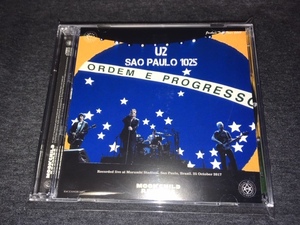 U2
SAO PAULO 1025
ORDEM E PROGRESSO
Recorded live at Morumbi Stadium, Sao Paulo, Brazil. 25 October 2017
MOONCHILD